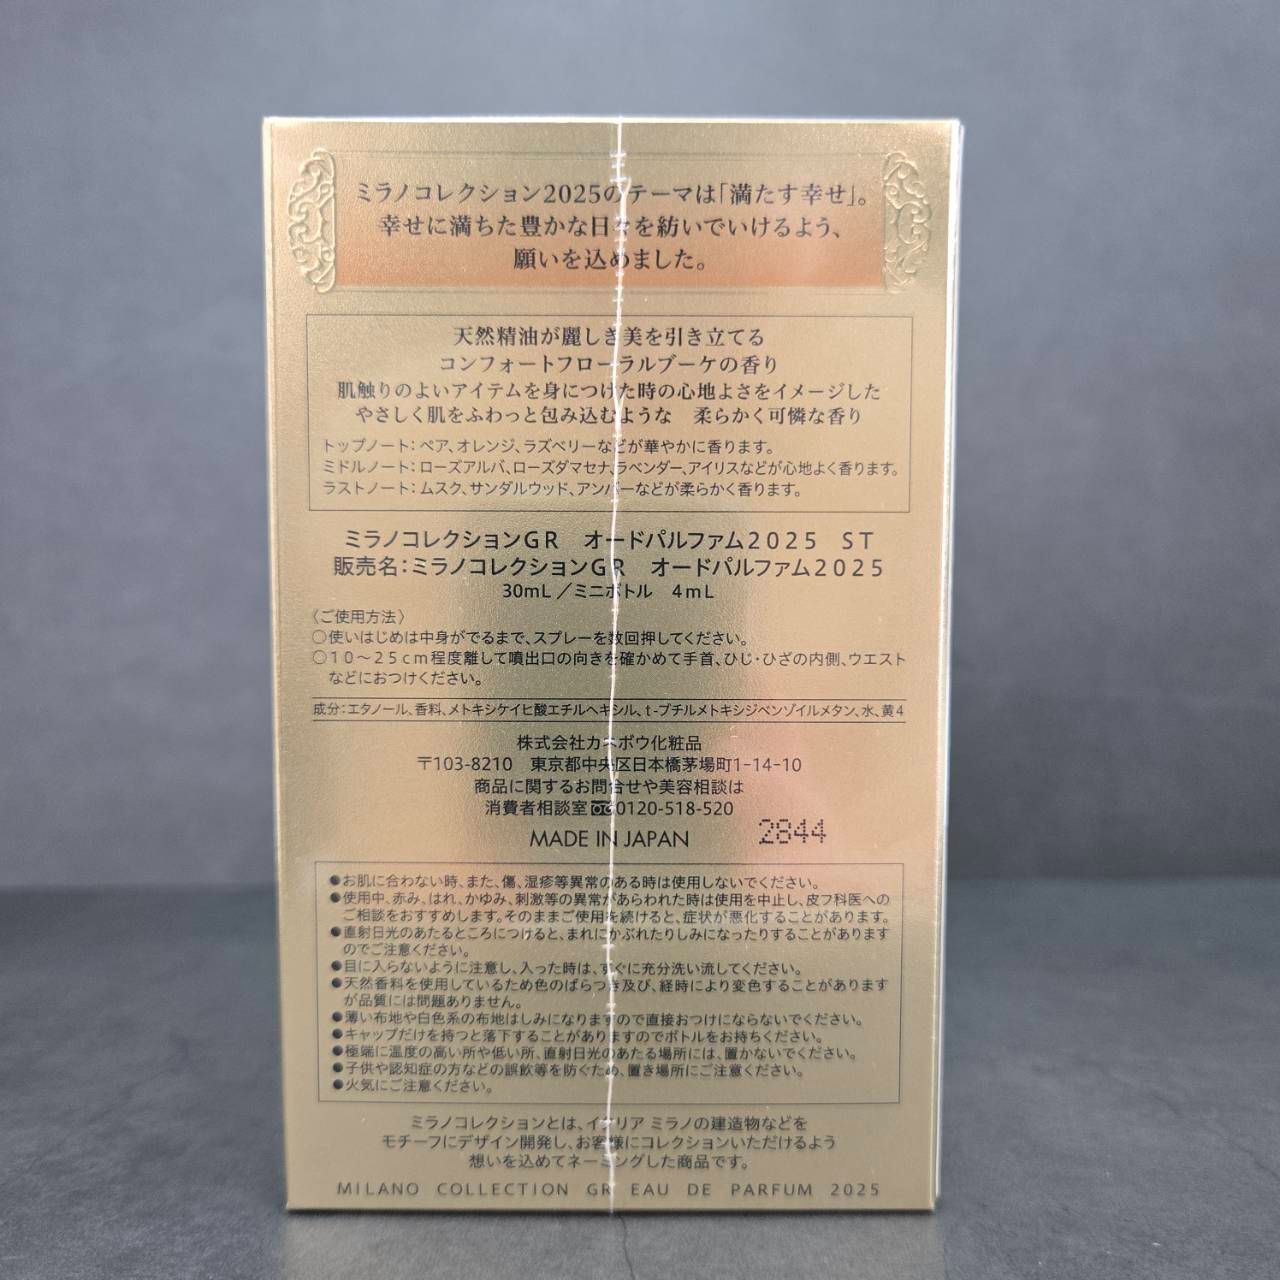 ミラノコレクション2025のテーマは「満たす幸せ」。
幸せに満ちた豊かな日々を紡いでいけるよう、
願いを込めました。
天然精油が麗しき美を引き立てる
コンフォートフローラルブーケの香り
肌触りのよいアイテムを身につけた時の心地よさをイメージした
やさしく肌をふわっと包み込むような 柔らかく可憐な香り
トップノート：ペア、オレンジ、ラズベリーなどが華やかに香ります。
ミドルノート：ローズアルバ、ローズダマセナ、ラベンダー、アイリスなどが心地よく香ります。
ラストノート：ムスク、サンダルウッド、アンバーなどが柔らかく香ります。
ミラノコレクションGR オードパルファム2025 ST
販売名：ミラノコレクションGR オードパルファム2025
30mL／ミニボトル 4mL
〈ご使用方法〉
○使いはじめは中身がでるまで、スプレーを数回押してください。
○10～25cm程度離して噴出口の向きを確かめて手首、ひじ・ひざの内側、ウエスト
などにおつけください。
成分：エタノール、香料、メトキシケイヒ酸エチルヘキシル、t-ブチルメトキシジベンゾイルメタン、水、黄4
株式会社カネボウ化粧品
〒103-8210 東京都中央区日本橋茅場町1-14-10
商品に関するお問合せや美容相談は
消費者相談室 0120-518-520
MADE IN JAPAN
2844
●お肌に合わない時、また、傷、湿疹等異常のある時は使用しないでください。
●使用中、赤み、はれ、かゆみ、刺激等の異常があらわれた時は使用を中止し、皮フ科医への
ご相談をおすすめします。そのままご使用を続けると、症状が悪化することがあります。
●直射日光のあたるところにつけると、まれにかぶれたりしみになったりすることがあります
のでご注意ください。
●目に入らないように注意し、入った時は、すぐに充分洗い流してください。
●天然香料を使用しているため色のばらつき及び、経時により変色することがあります
が品質には問題ありません。
●薄い布地や白色系の布地はしみになりますので直接おつけにならないでください。
●キャップだけを持つと落下することがありますのでボトルをお持ちください。
●極端に温度の高い所や低い所、直射日光のあたる場所には、置かないでください。
●子供や認知症の方などの誤飲等を防ぐため、置き場所にご注意ください。
●火気にご注意ください。
ミラノコレクションとは、イタリア ミラノの建造物などを
モチーフにデザイン開発し、お客様にコレクションいただけるよう
想いを込めてネーミングした商品です。
MILANO COLLECTION GR EAU DE PARFUM 2025